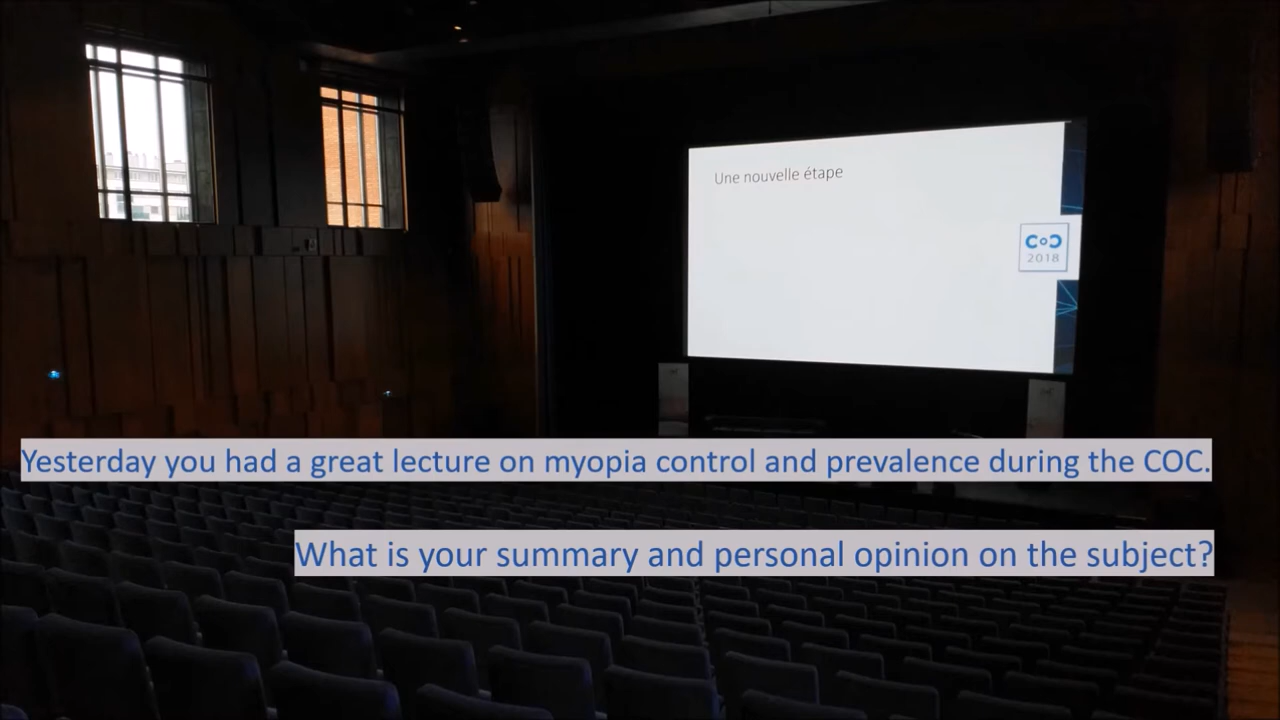 Une nouvelle étape
COC
2018
Yesterday you had a great lecture on myopia control and prevalence during the COC.
What is your summary and personal opinion on the subject?